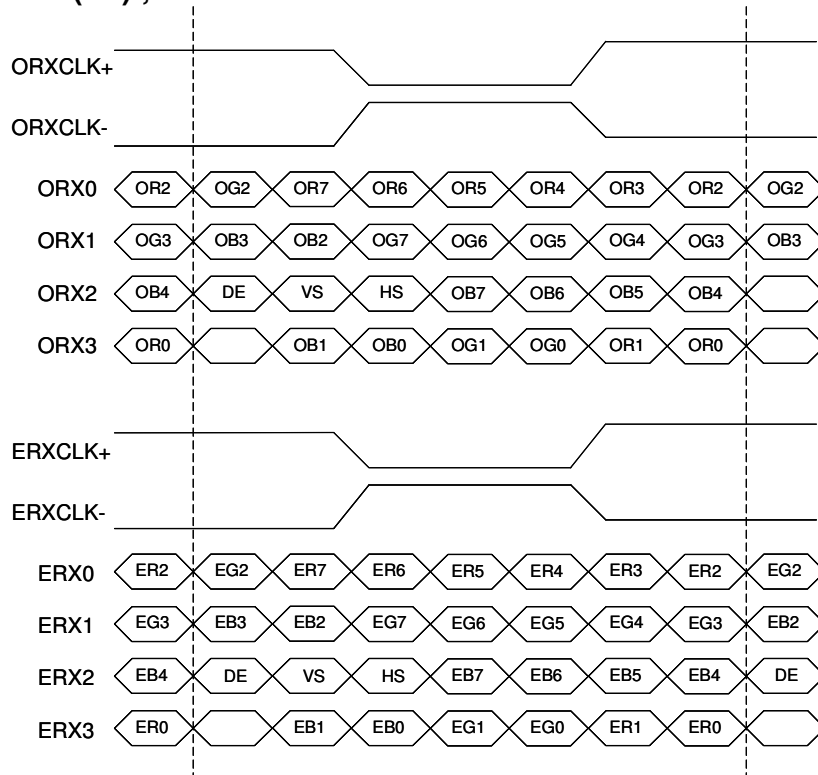 ORXCLK+
ORXCLK-
ORX0 OR2 OG2 OR7 OR6 OR5 OR4 OR3 OR2 OG2
ORX1 OG3 OB3 OB2 OG7 OG6 OG5 OG4 OG3 OB3
ORX2 OB4 DE VS HS OB7 OB6 OB5 OB4
ORX3 OR0 OB1 OB0 OG1 OG0 OR1 OR0
ERXCLK+
ERXCLK-
ERX0 ER2 EG2 ER7 ER6 ER5 ER4 ER3 ER2 EG2
ERX1 EG3 EB3 EB2 EG7 EG6 EG5 EG4 EG3 EB2
ERX2 EB4 DE VS HS EB7 EB6 EB5 EB4 DE
ERX3 ER0 EB1 EB0 EG1 EG0 ER1 ER0